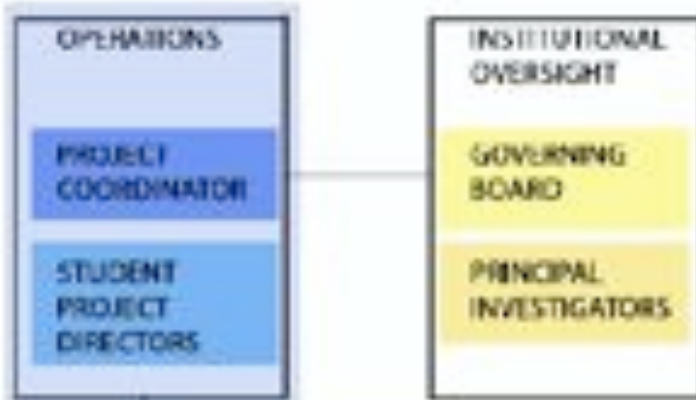 OPERATIONS
PROJECT
COORDINATOR
STUDENT
PROJECT
DIRECTORS
INSTITUTIONAL
OVERSIGHT
GOVERNING
BOARD
PRINCIPAL
INVESTIGATORS